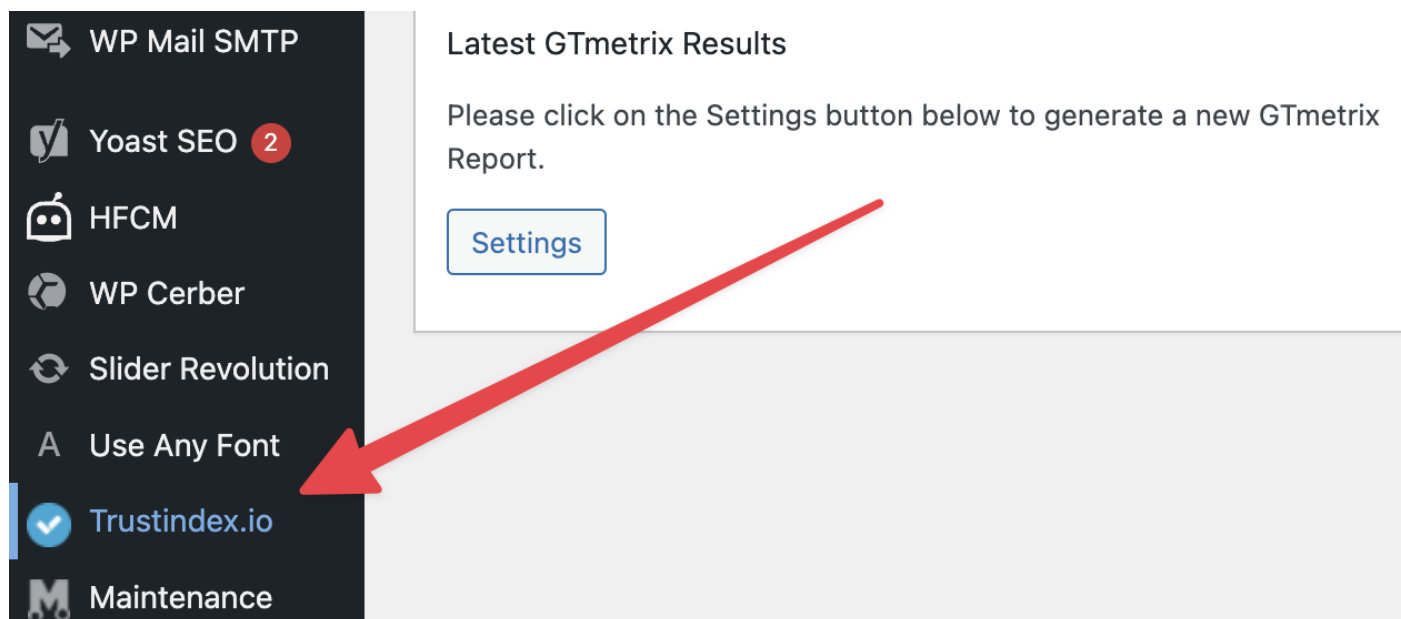 WP Mail SMTP
Yoast SEO 2
HFCM
WP Cerber
Slider Revolution
A Use Any Font
Trustindex.io
Maintenance
Latest GTmetrix Results
Please click on the Settings button below to generate a new GTmetrix
Report.
Settings